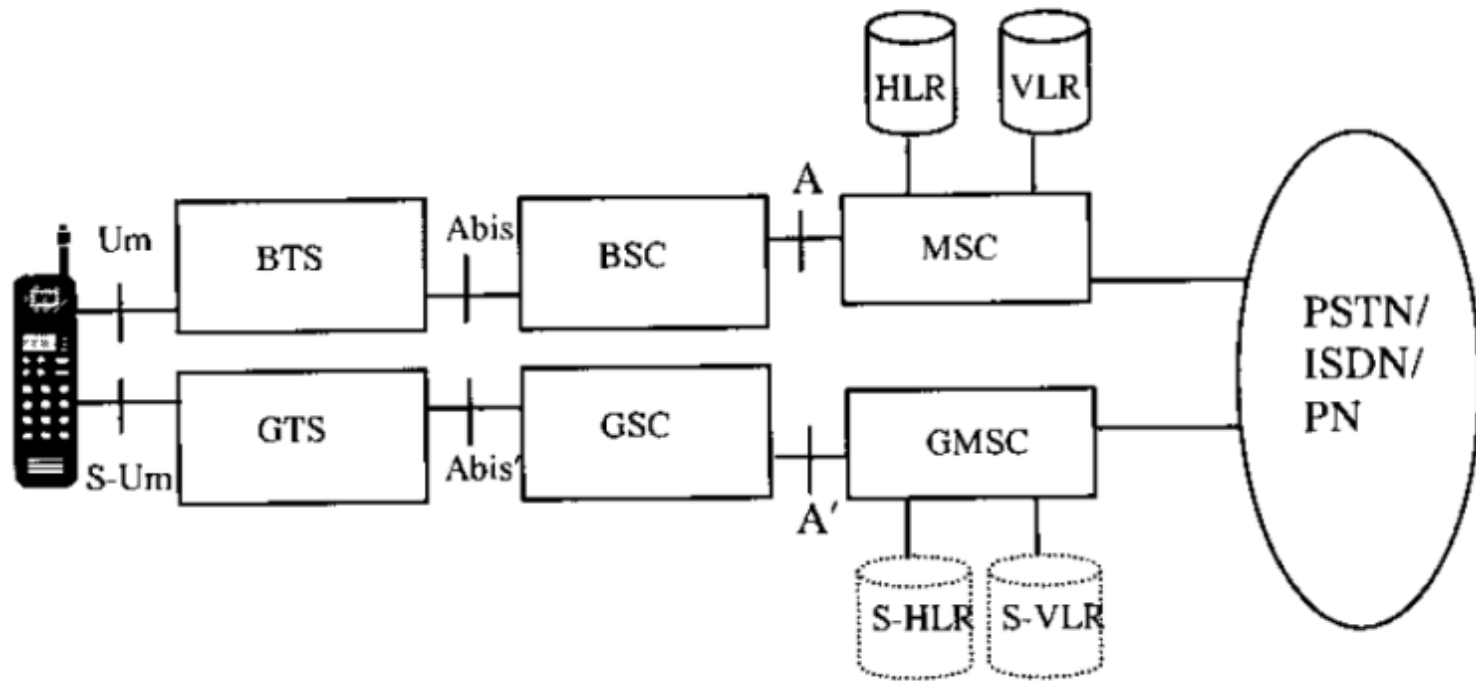 HLR
VLR
A
Um
Abis
BTS
BSC
MSC
PSTN/
ISDN/
PN
GTS
GSC
GMSC
S-Um
Abis'
A'
S-HLR
S-VLR